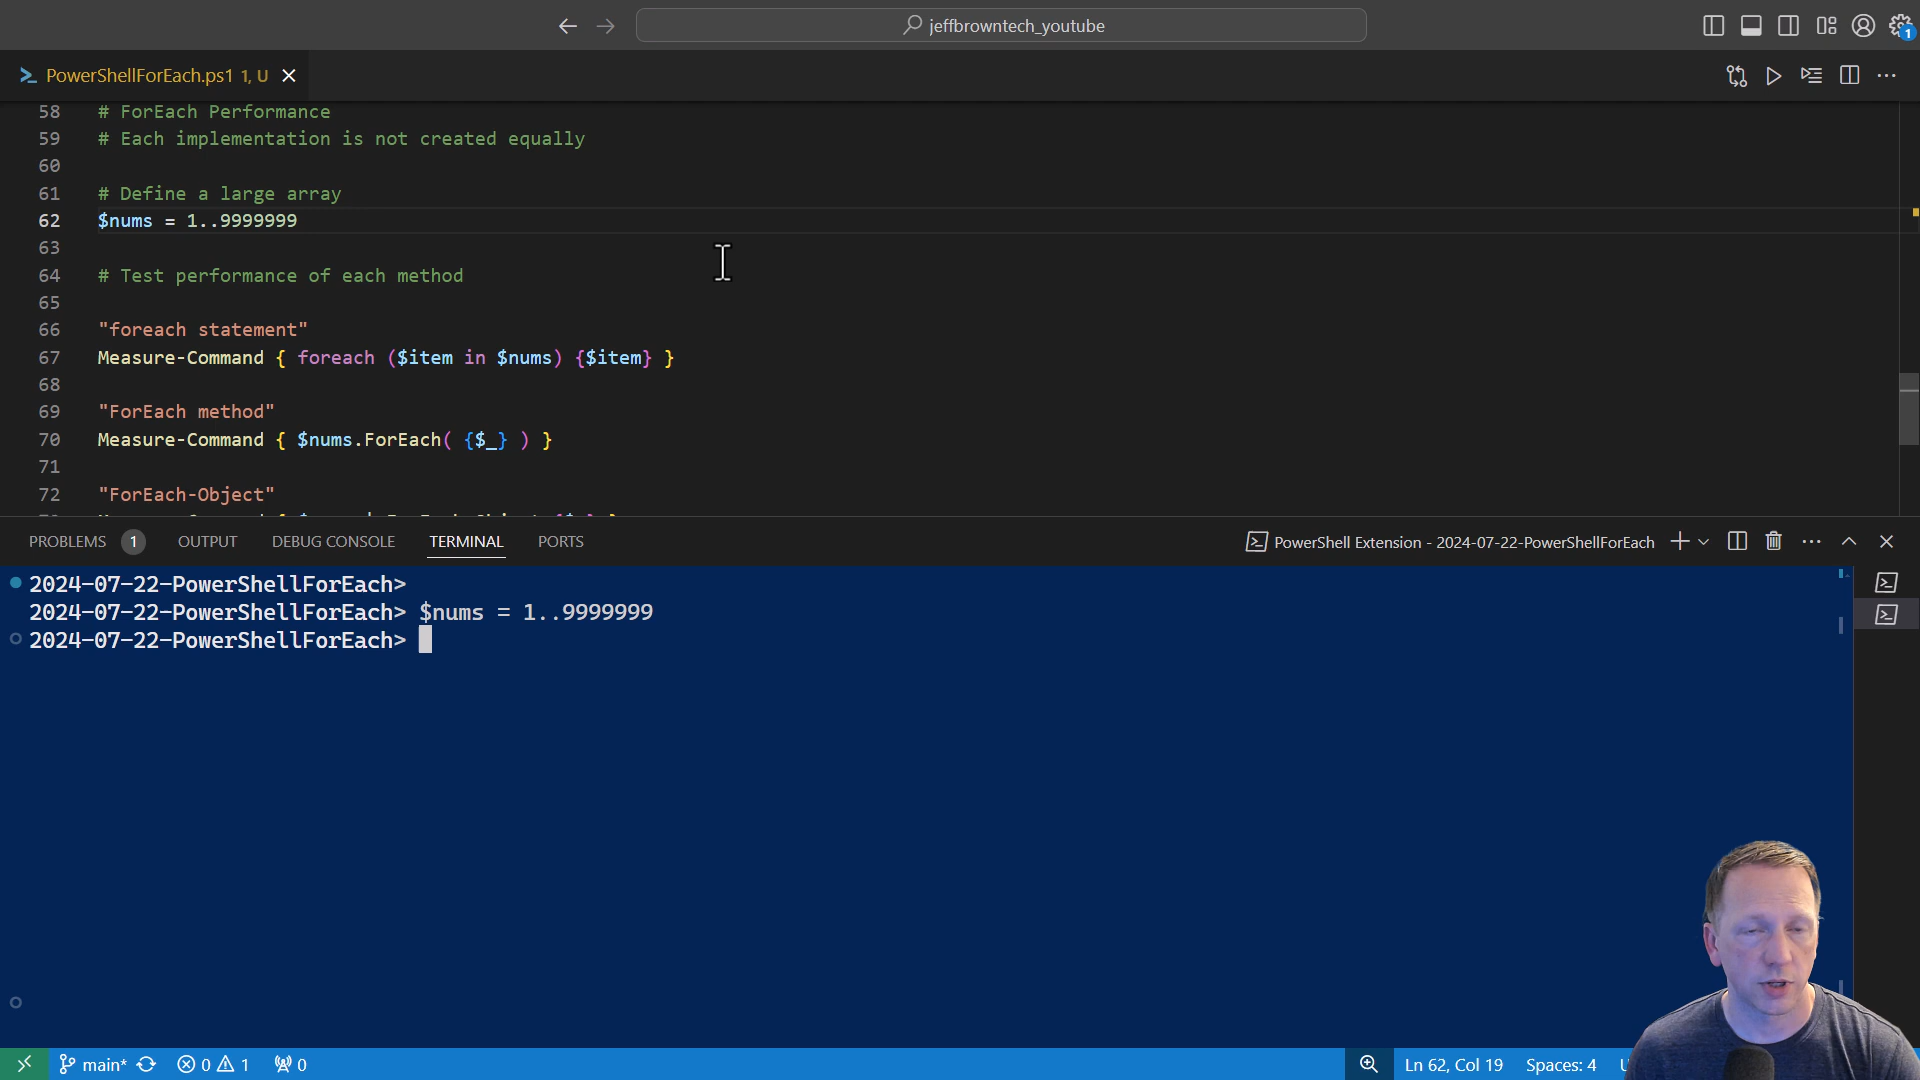 jeffbrowntech_youtube
1
PowerShellForEach.ps1 1, U
58 # ForEach Performance
59 # Each implementation is not created equally
60
61 # Define a large array
62 $nums = 1..9999999
63
64 # Test performance of each method
65
66 "foreach statement"
67 Measure-Command { foreach ($item in $nums) {$item} }
68
69 "ForEach method"
70 Measure-Command { $nums.ForEach( {$_} ) }
71
72 "ForEach-Object"
PROBLEMS 1 OUTPUT DEBUG CONSOLE TERMINAL PORTS PowerShell Extension - 2024-07-22-PowerShellForEach
2024-07-22-PowerShellForEach>
2024-07-22-PowerShellForEach> $nums = 1..9999999
2024-07-22-PowerShellForEach>
main* 0 1 0 Ln 62, Col 19 Spaces: 4